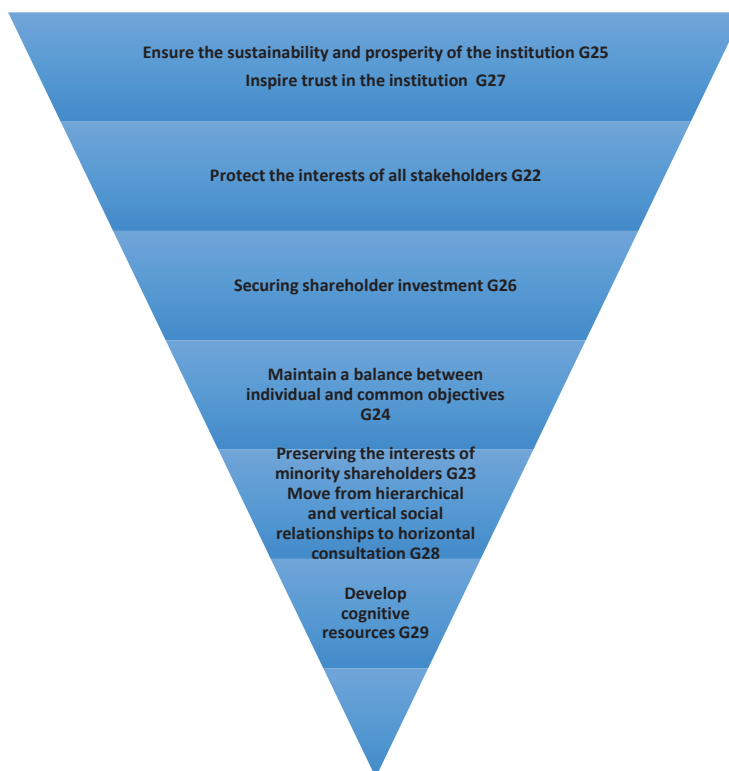 Ensure the sustainability and prosperity of the institution G25
Inspire trust in the institution G27
Protect the interests of all stakeholders G22
Securing shareholder investment G26
Maintain a balance between
individual and common objectives
G24
Preserving the interests of
minority shareholders G23
Move from hierarchical
and vertical social
relationships to horizontal
consultation G28
Develop
cognitive
resources G29